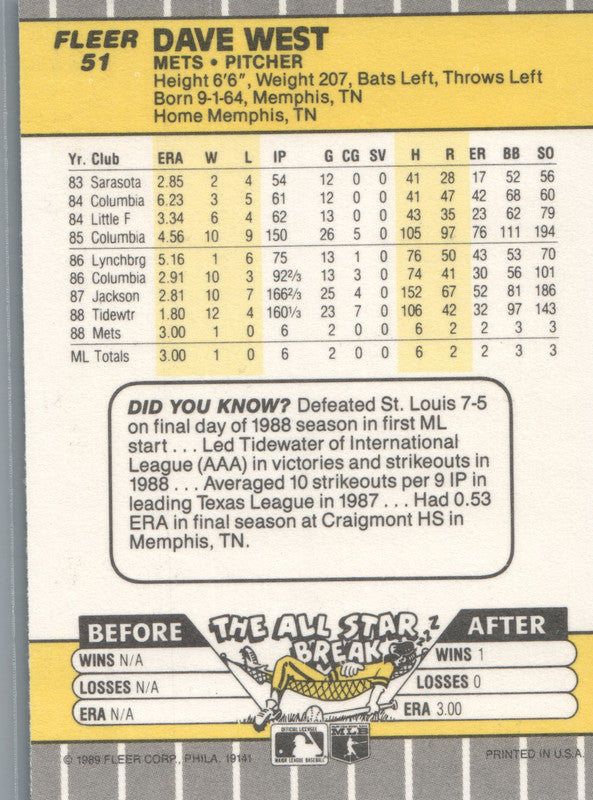 FLEER
51
DAVE WEST
METS • PITCHER
Height 6'6", Weight 207, Bats Left, Throws Left
Born 9-1-64, Memphis, TN
Home Memphis, TN
Yr. Club ERA W L IP G CG SV H R ER BB SO
83 Sarasota 2.85 2 4 54 12 0 0 41 28 17 52 56
84 Columbia 6.23 3 5 61 12 0 0 41 47 42 68 60
84 Little F 3.34 6 4 62 13 0 0 43 35 23 62 79
85 Columbia 4.56 10 9 150 26 5 0 105 97 76 111 194
86 Lynchbrg 5.16 1 6 75 13 1 0 76 50 43 53 70
86 Columbia 2.91 10 3 92⅔ 13 3 0 74 41 30 56 101
87 Jackson 2.81 10 7 166⅔ 25 4 0 152 67 52 81 186
88 Tidewtr 1.80 12 4 160⅓ 23 7 0 106 42 32 97 143
88 Mets 3.00 1 0 6 2 0 0 6 2 2 3 3
ML Totals 3.00 1 0 6 2 0 0 6 2 2 3 3
DID YOU KNOW? Defeated St. Louis 7-5
on final day of 1988 season in first ML
start . . . Led Tidewater of International
League (AAA) in victories and strikeouts in
1988 . . . Averaged 10 strikeouts per 9 IP in
leading Texas League in 1987 . . . Had 0.53
ERA in final season at Craigmont HS in
Memphis, TN.
BEFORE
WINS N/A
LOSSES N/A
ERA N/A
THE ALL STAR
BREAK
ZZZ
AFTER
WINS 1
LOSSES 0
ERA 3.00
OFFICIAL LICENSEE
MAJOR LEAGUE BASEBALL
MLB
© 1989 FLEER CORP., PHILA. 19141
PRINTED IN U.S.A.